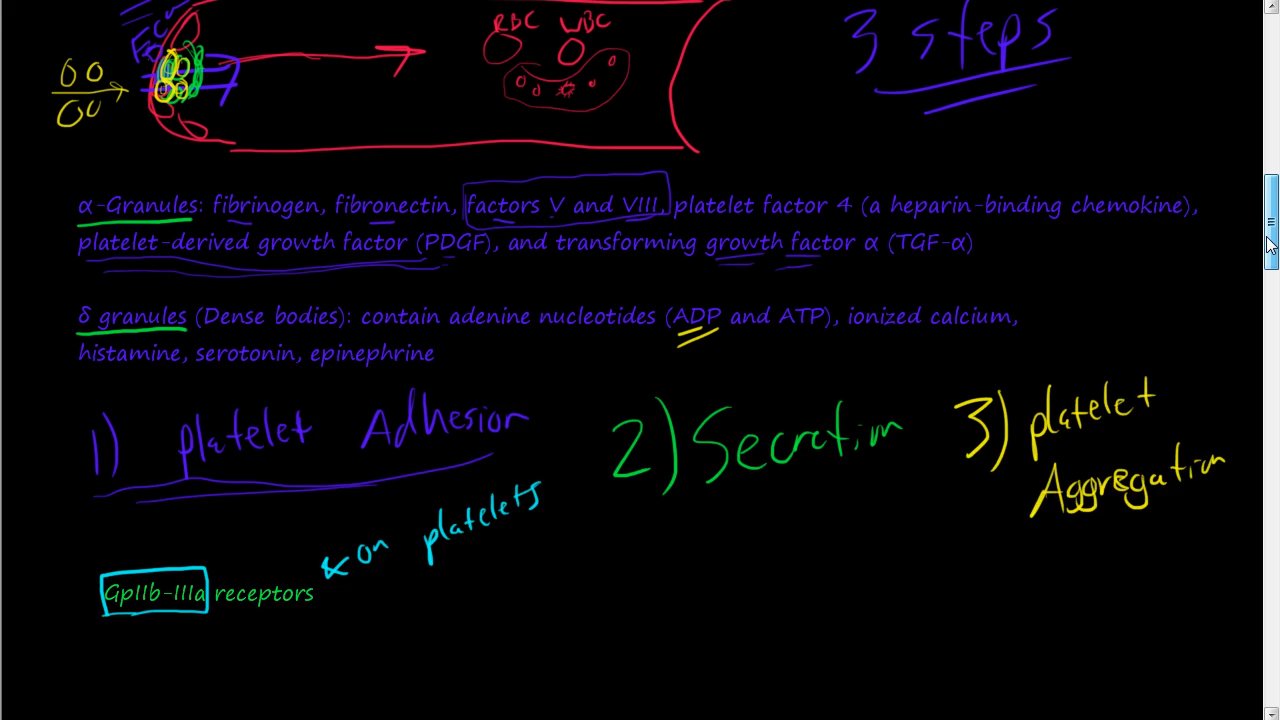 ECM
RBC WBC
3 steps
α-Granules: fibrinogen, fibronectin, factors V and VIII, platelet factor 4 (a heparin-binding chemokine),
platelet-derived growth factor (PDGF), and transforming growth factor α (TGF-α)
δ granules (Dense bodies): contain adenine nucleotides (ADP and ATP), ionized calcium,
histamine, serotonin, epinephrine
1) platelet Adhesion
2) Secretion
3) platelet
Aggregation
on platelets
GpIIb-IIIa receptors